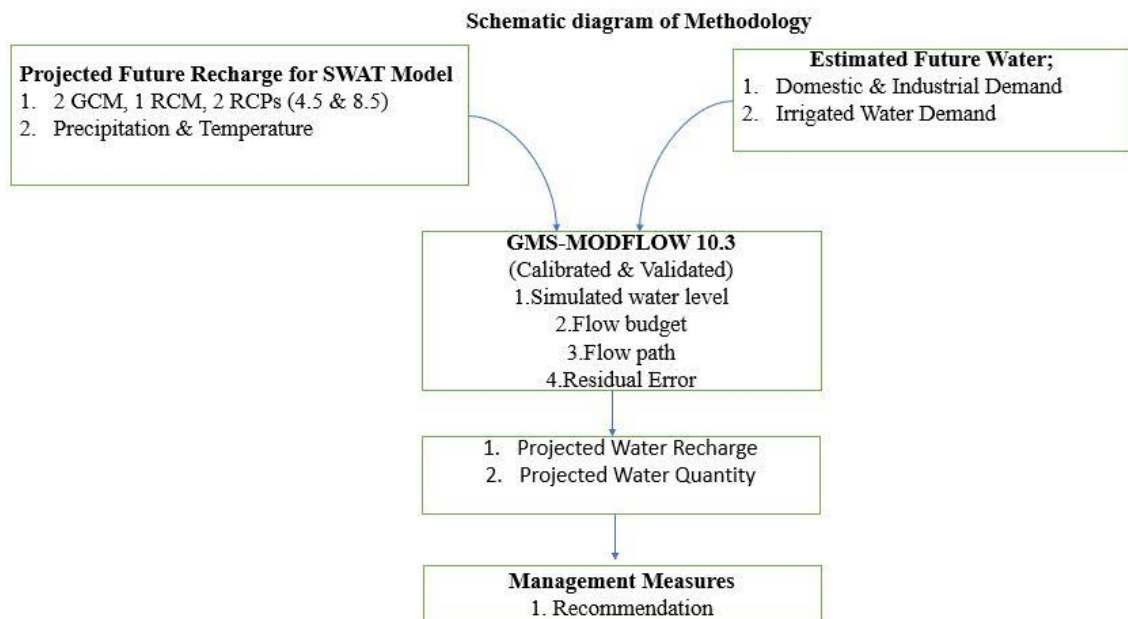 Schematic diagram of Methodology
Projected Future Recharge for SWAT Model
1. 2 GCM, 1 RCM, 2 RCPs (4.5 & 8.5)
2. Precipitation & Temperature
Estimated Future Water;
1. Domestic & Industrial Demand
2. Irrigated Water Demand
GMS-MODFLOW 10.3
(Calibrated & Validated)
1.Simulated water level
2.Flow budget
3.Flow path
4.Residual Error
1. Projected Water Recharge
2. Projected Water Quantity
Management Measures
1. Recommendation